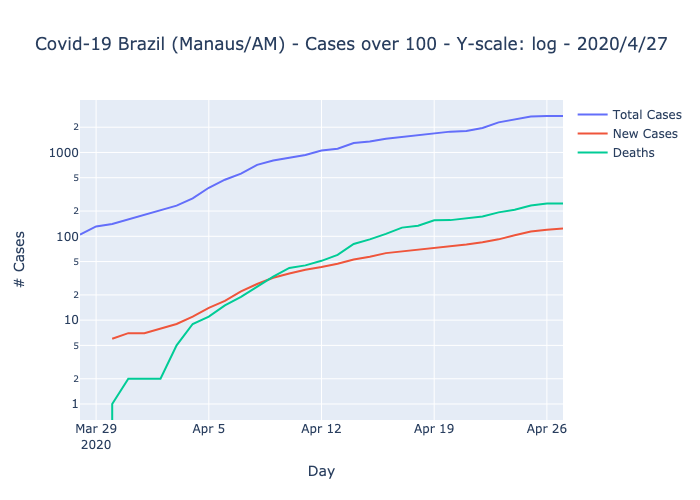 Covid-19 Brazil (Manaus/AM) - Cases over 100 - Y-scale: log - 2020/4/27
Total Cases
New Cases
Deaths
2
1000
5
2
100
5
2
10
5
2
1
# Cases
Mar 29 Apr 5 Apr 12 Apr 19 Apr 26
2020
Day